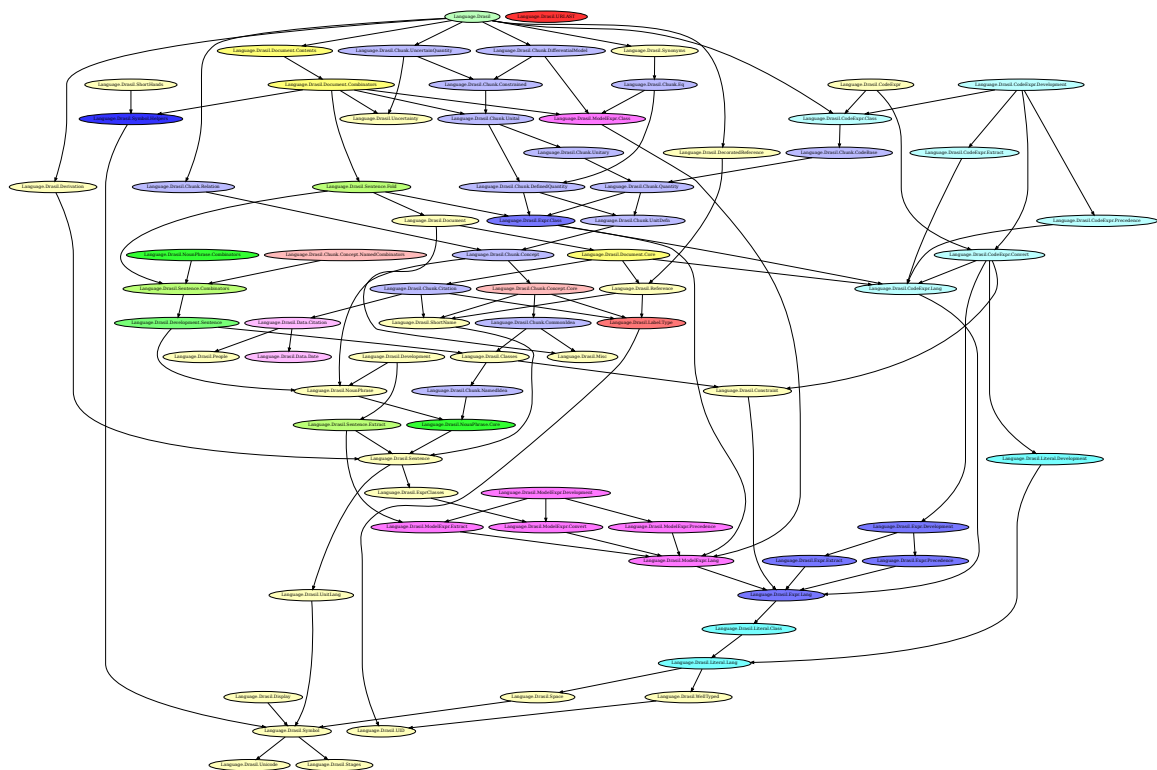 Language.Drasil
Language.Drasil.URI.AST
Language.Drasil.Document.Contents
Language.Drasil.Chunk.UncertainQuantity
Language.Drasil.Chunk.DifferentialModel
Language.Drasil.Synonyms
Language.Drasil.ShortHands
Language.Drasil.Document.Combinators
Language.Drasil.Chunk.Constrained
Language.Drasil.Chunk.Eq
Language.Drasil.CodeExpr
Language.Drasil.CodeExpr.Development
Language.Drasil.Symbol.Helpers
Language.Drasil.Uncertainty
Language.Drasil.Chunk.Unital
Language.Drasil.ModelExpr.Class
Language.Drasil.CodeExpr.Class
Language.Drasil.Chunk.Unitary
Language.Drasil.DecoratedReference
Language.Drasil.Chunk.CodeBase
Language.Drasil.CodeExpr.Extract
Language.Drasil.Derivation
Language.Drasil.Chunk.Relation
Language.Drasil.Sentence.Fold
Language.Drasil.Chunk.DefinedQuantity
Language.Drasil.Chunk.Quantity
Language.Drasil.Document
Language.Drasil.Expr.Class
Language.Drasil.Chunk.UnitDefn
Language.Drasil.CodeExpr.Precedence
Language.Drasil.NounPhrase.Combinators
Language.Drasil.Chunk.Concept.NamedCombinators
Language.Drasil.Chunk.Concept
Language.Drasil.Document.Core
Language.Drasil.CodeExpr.Convert
Language.Drasil.Sentence.Combinators
Language.Drasil.Chunk.Citation
Language.Drasil.Chunk.Concept.Core
Language.Drasil.Reference
Language.Drasil.CodeExpr.Lang
Language.Drasil.Development.Sentence
Language.Drasil.Data.Citation
Language.Drasil.ShortName
Language.Drasil.Chunk.CommonIdea
Language.Drasil.Label.Type
Language.Drasil.People
Language.Drasil.Data.Date
Language.Drasil.Development
Language.Drasil.Classes
Language.Drasil.Misc
Language.Drasil.NounPhrase
Language.Drasil.Chunk.NamedIdea
Language.Drasil.Constraint
Language.Drasil.Sentence.Extract
Language.Drasil.NounPhrase.Core
Language.Drasil.Sentence
Language.Drasil.Literal.Development
Language.Drasil.ExprClasses
Language.Drasil.ModelExpr.Development
Language.Drasil.ModelExpr.Extract
Language.Drasil.ModelExpr.Convert
Language.Drasil.ModelExpr.Precedence
Language.Drasil.Expr.Development
Language.Drasil.ModelExpr.Lang
Language.Drasil.Expr.Extract
Language.Drasil.Expr.Precedence
Language.Drasil.UnitLang
Language.Drasil.Expr.Lang
Language.Drasil.Literal.Class
Language.Drasil.Literal.Lang
Language.Drasil.Display
Language.Drasil.Space
Language.Drasil.WellTyped
Language.Drasil.Symbol
Language.Drasil.UID
Language.Drasil.Unicode
Language.Drasil.Stages